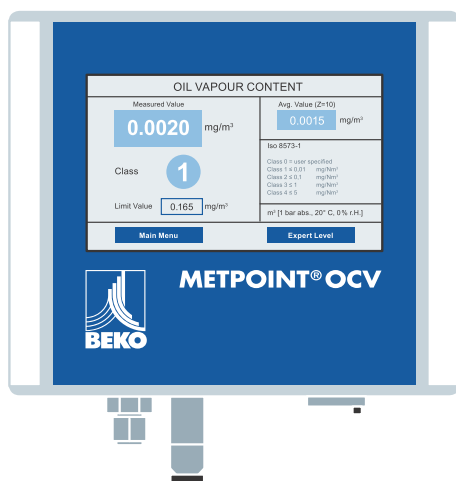 OIL VAPOUR CONTENT
Measured Value
0.0020 mg/m³
Class 1
Limit Value 0.165 mg/m³
Avg. Value (Z=10)
0.0015 mg/m³
Iso 8573-1
Class 0 = user specified
Class 1 ≤ 0,01 mg/Nm³
Class 2 ≤ 0,1 mg/Nm³
Class 3 ≤ 1 mg/Nm³
Class 4 ≤ 5 mg/Nm³
m³ [1 bar abs., 20° C, 0% r.H.]
Main Menu
Expert Level
METPOINT® OCV
BEKO